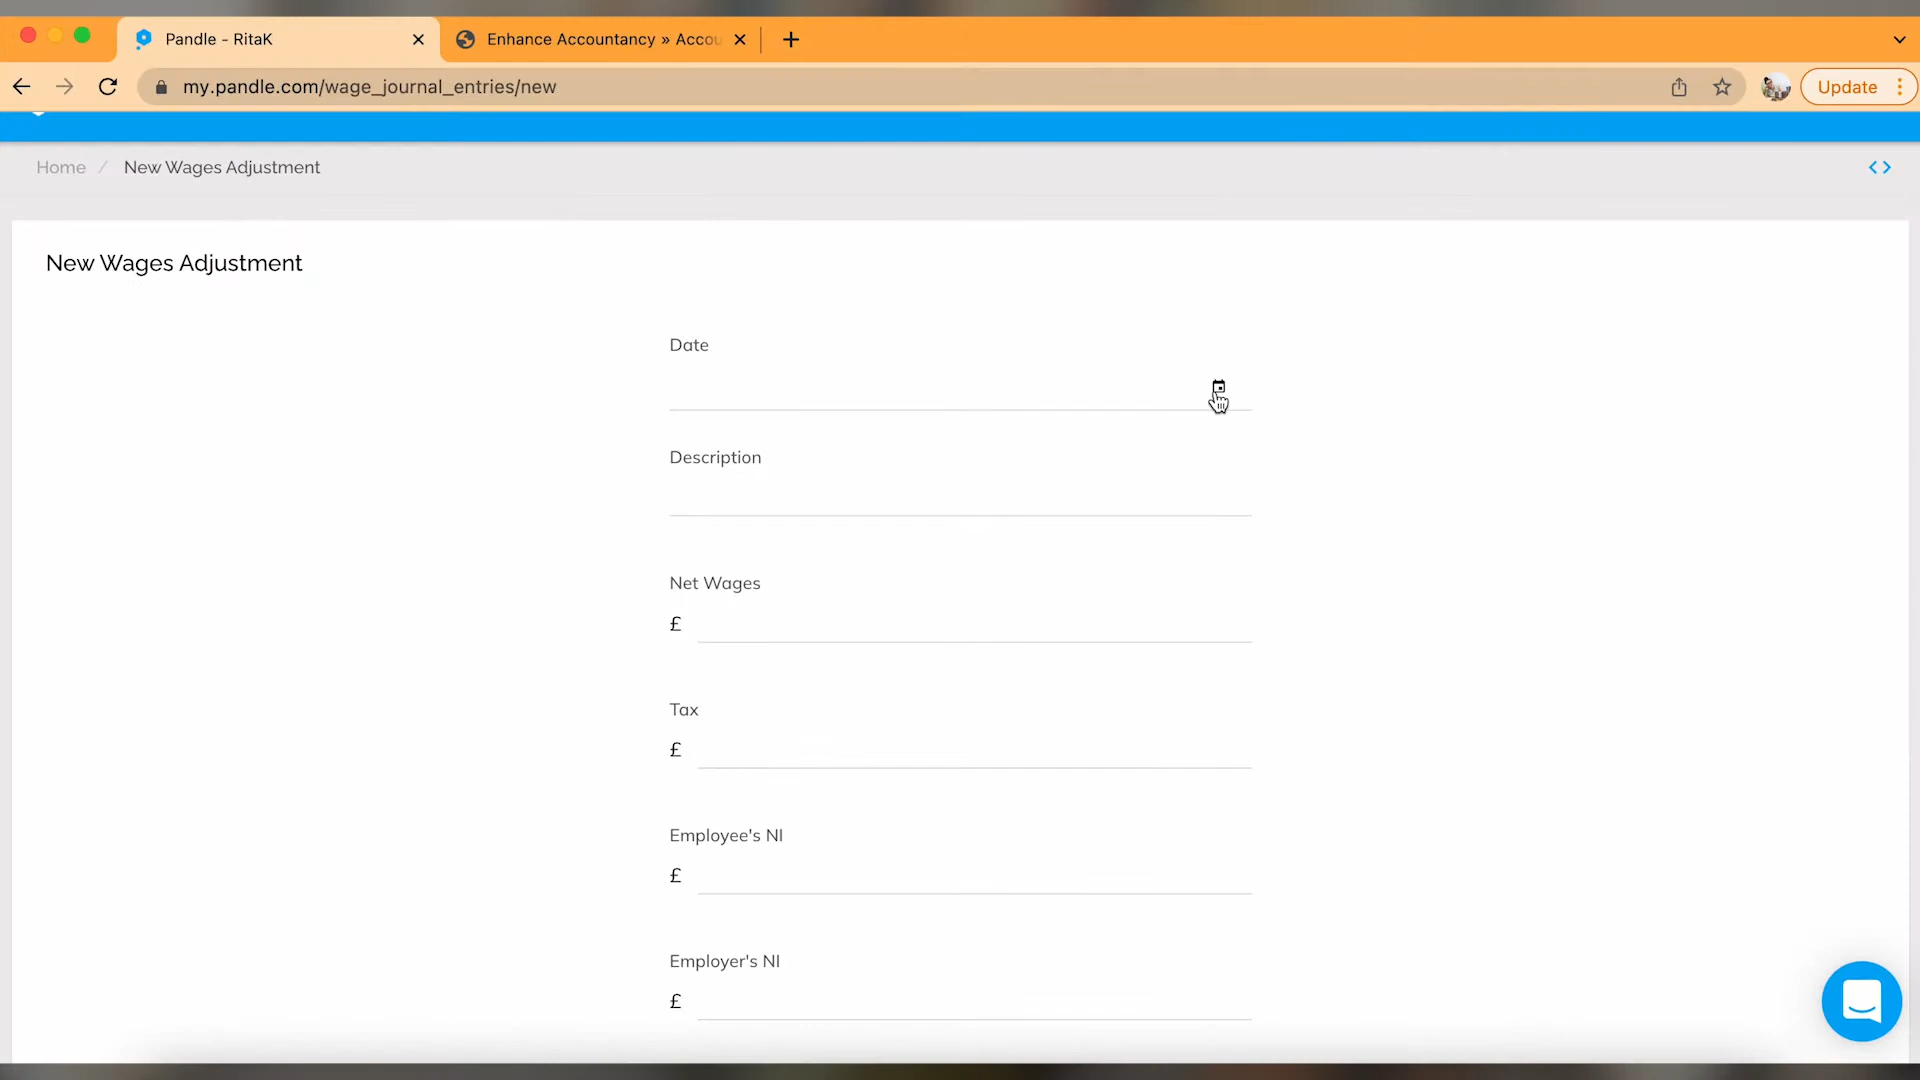 Pandle - RitaK
Enhance Accountancy » Accou
my.pandle.com/wage_journal_entries/new
Update
Home / New Wages Adjustment
New Wages Adjustment
Date
Description
Net Wages
£
Tax
£
Employee's NI
£
Employer's NI
£